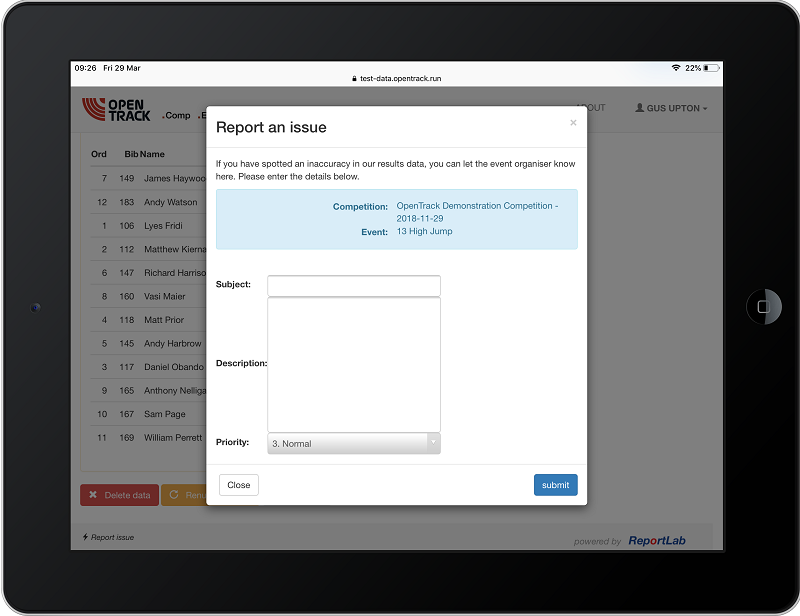 09:26 Fri 29 Mar
22%
test-data.opentrack.run
OPEN
TRACK
.Comp
GUS UPTON
Report an issue
×
If you have spotted an inaccuracy in our results data, you can let the event organiser know
here. Please enter the details below.
Competition: OpenTrack Demonstration Competition -
2018-11-29
Event: 13 High Jump
Subject:
Description:
Priority: 3. Normal
Close
submit
Ord Bib Name
7 149 James Haywoo
12 183 Andy Watson
1 106 Lyes Fridi
2 112 Matthew Kierna
6 147 Richard Harriso
8 160 Vasi Maier
4 118 Matt Prior
5 145 Andy Harbrow
3 117 Daniel Obando
9 165 Anthony Nelliga
10 167 Sam Page
11 169 William Perrett
Delete data
Renu
Report issue
powered by ReportLab